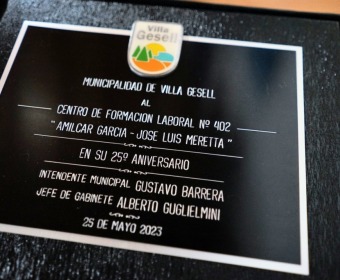 Villa
Gesell
MUNICIPALIDAD DE VILLA GESELL
AL
CENTRO DE FORMACION LABORAL Nº 402
"AMILCAR GARCIA - JOSE LUIS MERETTA"
EN SU 25º ANIVERSARIO
INTENDENTE MUNICIPAL GUSTAVO BARRERA
JEFE DE GABINETE ALBERTO GUGLIELMINI
25 DE MAYO 2023